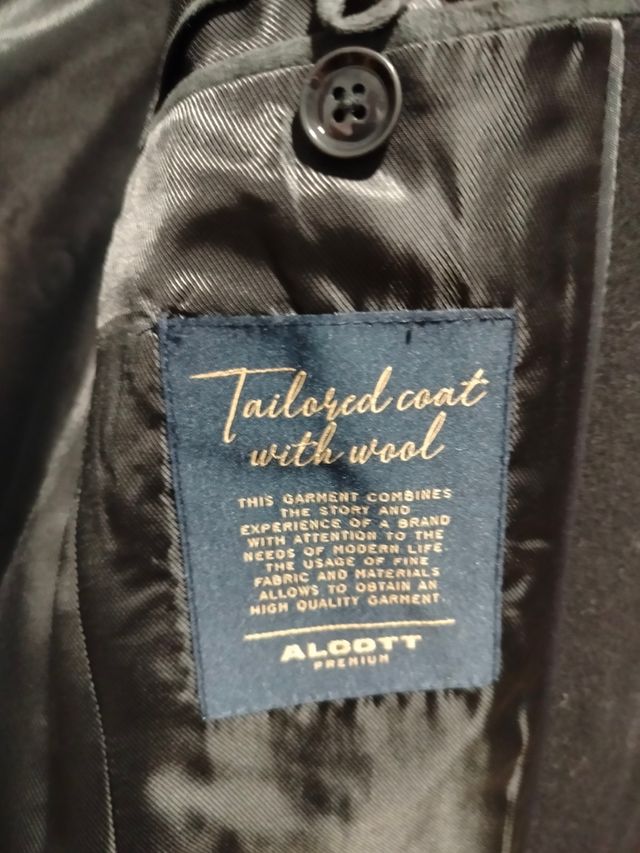 Tailored coat
with wool
THIS GARMENT COMBINES
THE STORY AND
EXPERIENCE OF A BRAND
WITH ATTENTION TO THE
NEEDS OF MODERN LIFE.
THE USAGE OF FINE
FABRIC AND MATERIALS
ALLOWS TO OBTAIN AN
HIGH QUALITY GARMENT.
ALCOTT
PREMIUM